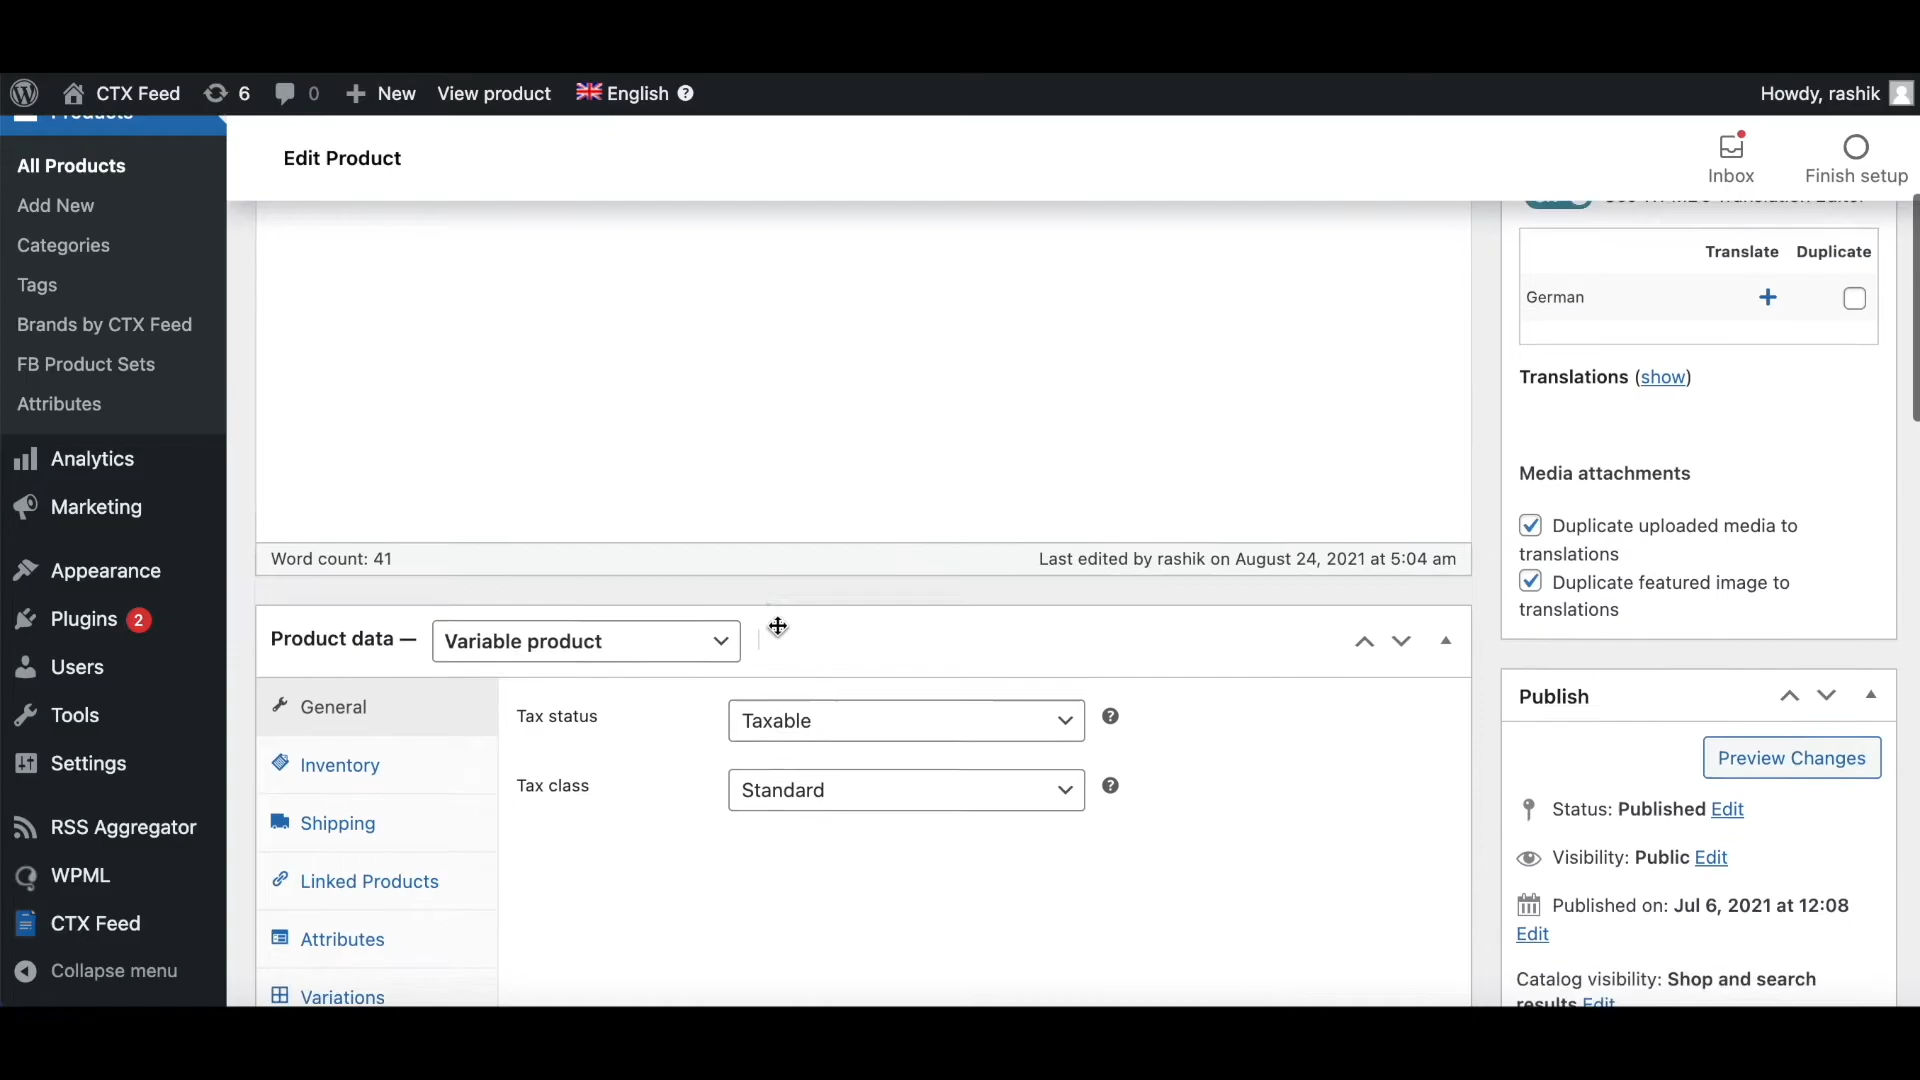 CTX Feed 6 0 + New View product English ? Howdy, rashik
Products
All Products
Add New
Categories
Tags
Brands by CTX Feed
FB Product Sets
Attributes
Analytics
Marketing
Appearance
Plugins 2
Users
Tools
Settings
RSS Aggregator
WPML
CTX Feed
Collapse menu
Edit Product
Inbox
Finish setup
Word count: 41
Last edited by rashik on August 24, 2021 at 5:04 am
Product data — Variable product
General
Inventory
Shipping
Linked Products
Attributes
Variations
Tax status Taxable ?
Tax class Standard ?
Translate Duplicate
German +
Translations (show)
Media attachments
Duplicate uploaded media to
translations
Duplicate featured image to
translations
Publish
Preview Changes
Status: Published Edit
Visibility: Public Edit
Published on: Jul 6, 2021 at 12:08
Edit
Catalog visibility: Shop and search
results Edit